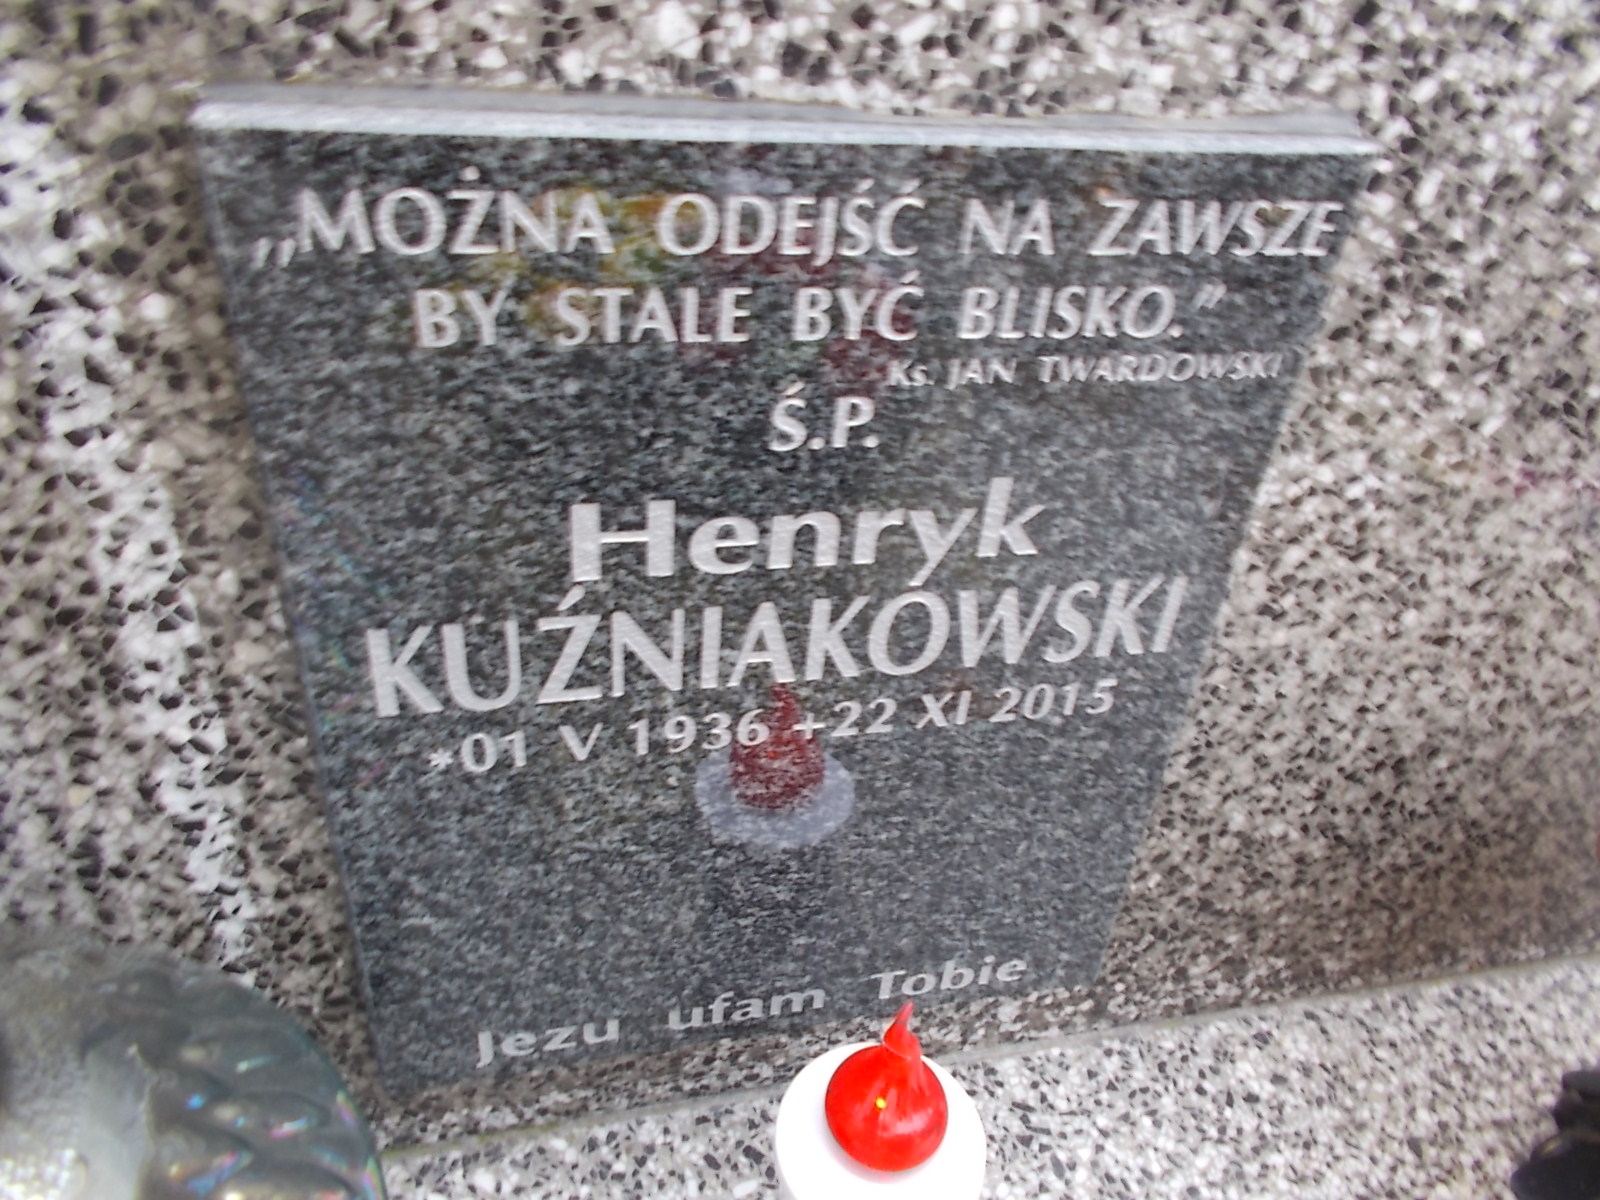 ,,MOŻNA ODEJŚĆ NA ZAWSZE
BY STALE BYĆ BLISKO."
Ks. JAN TWARDOWSKI
Ś.P.
Henryk
KUŹNIAKOWSKI
*01 V 1936 +22 XI 2015
Jezu ufam Tobie